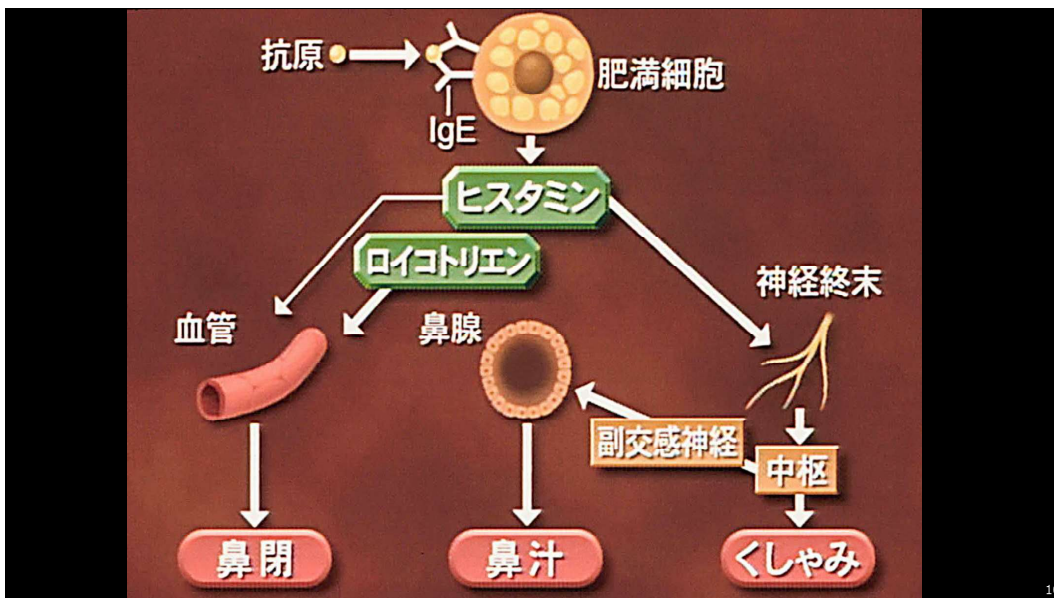 抗原
肥満細胞
IgE
ヒスタミン
ロイコトリエン
神経終末
血管
鼻腺
副交感神経
中枢
鼻閉
鼻汁
くしゃみ